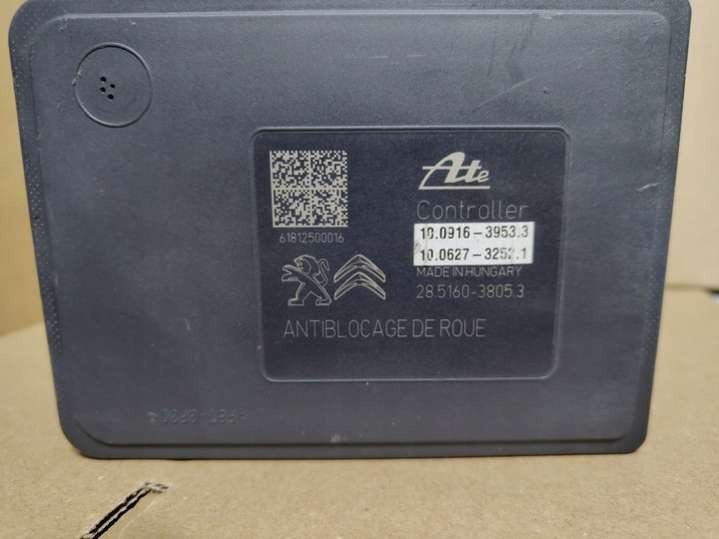 Ate
Controller
10.0916-3953.3
10.0627-3252.1
MADE IN HUNGARY
28.5160-3805.3
61812500016
ANTIBLOCAGE DE ROUE